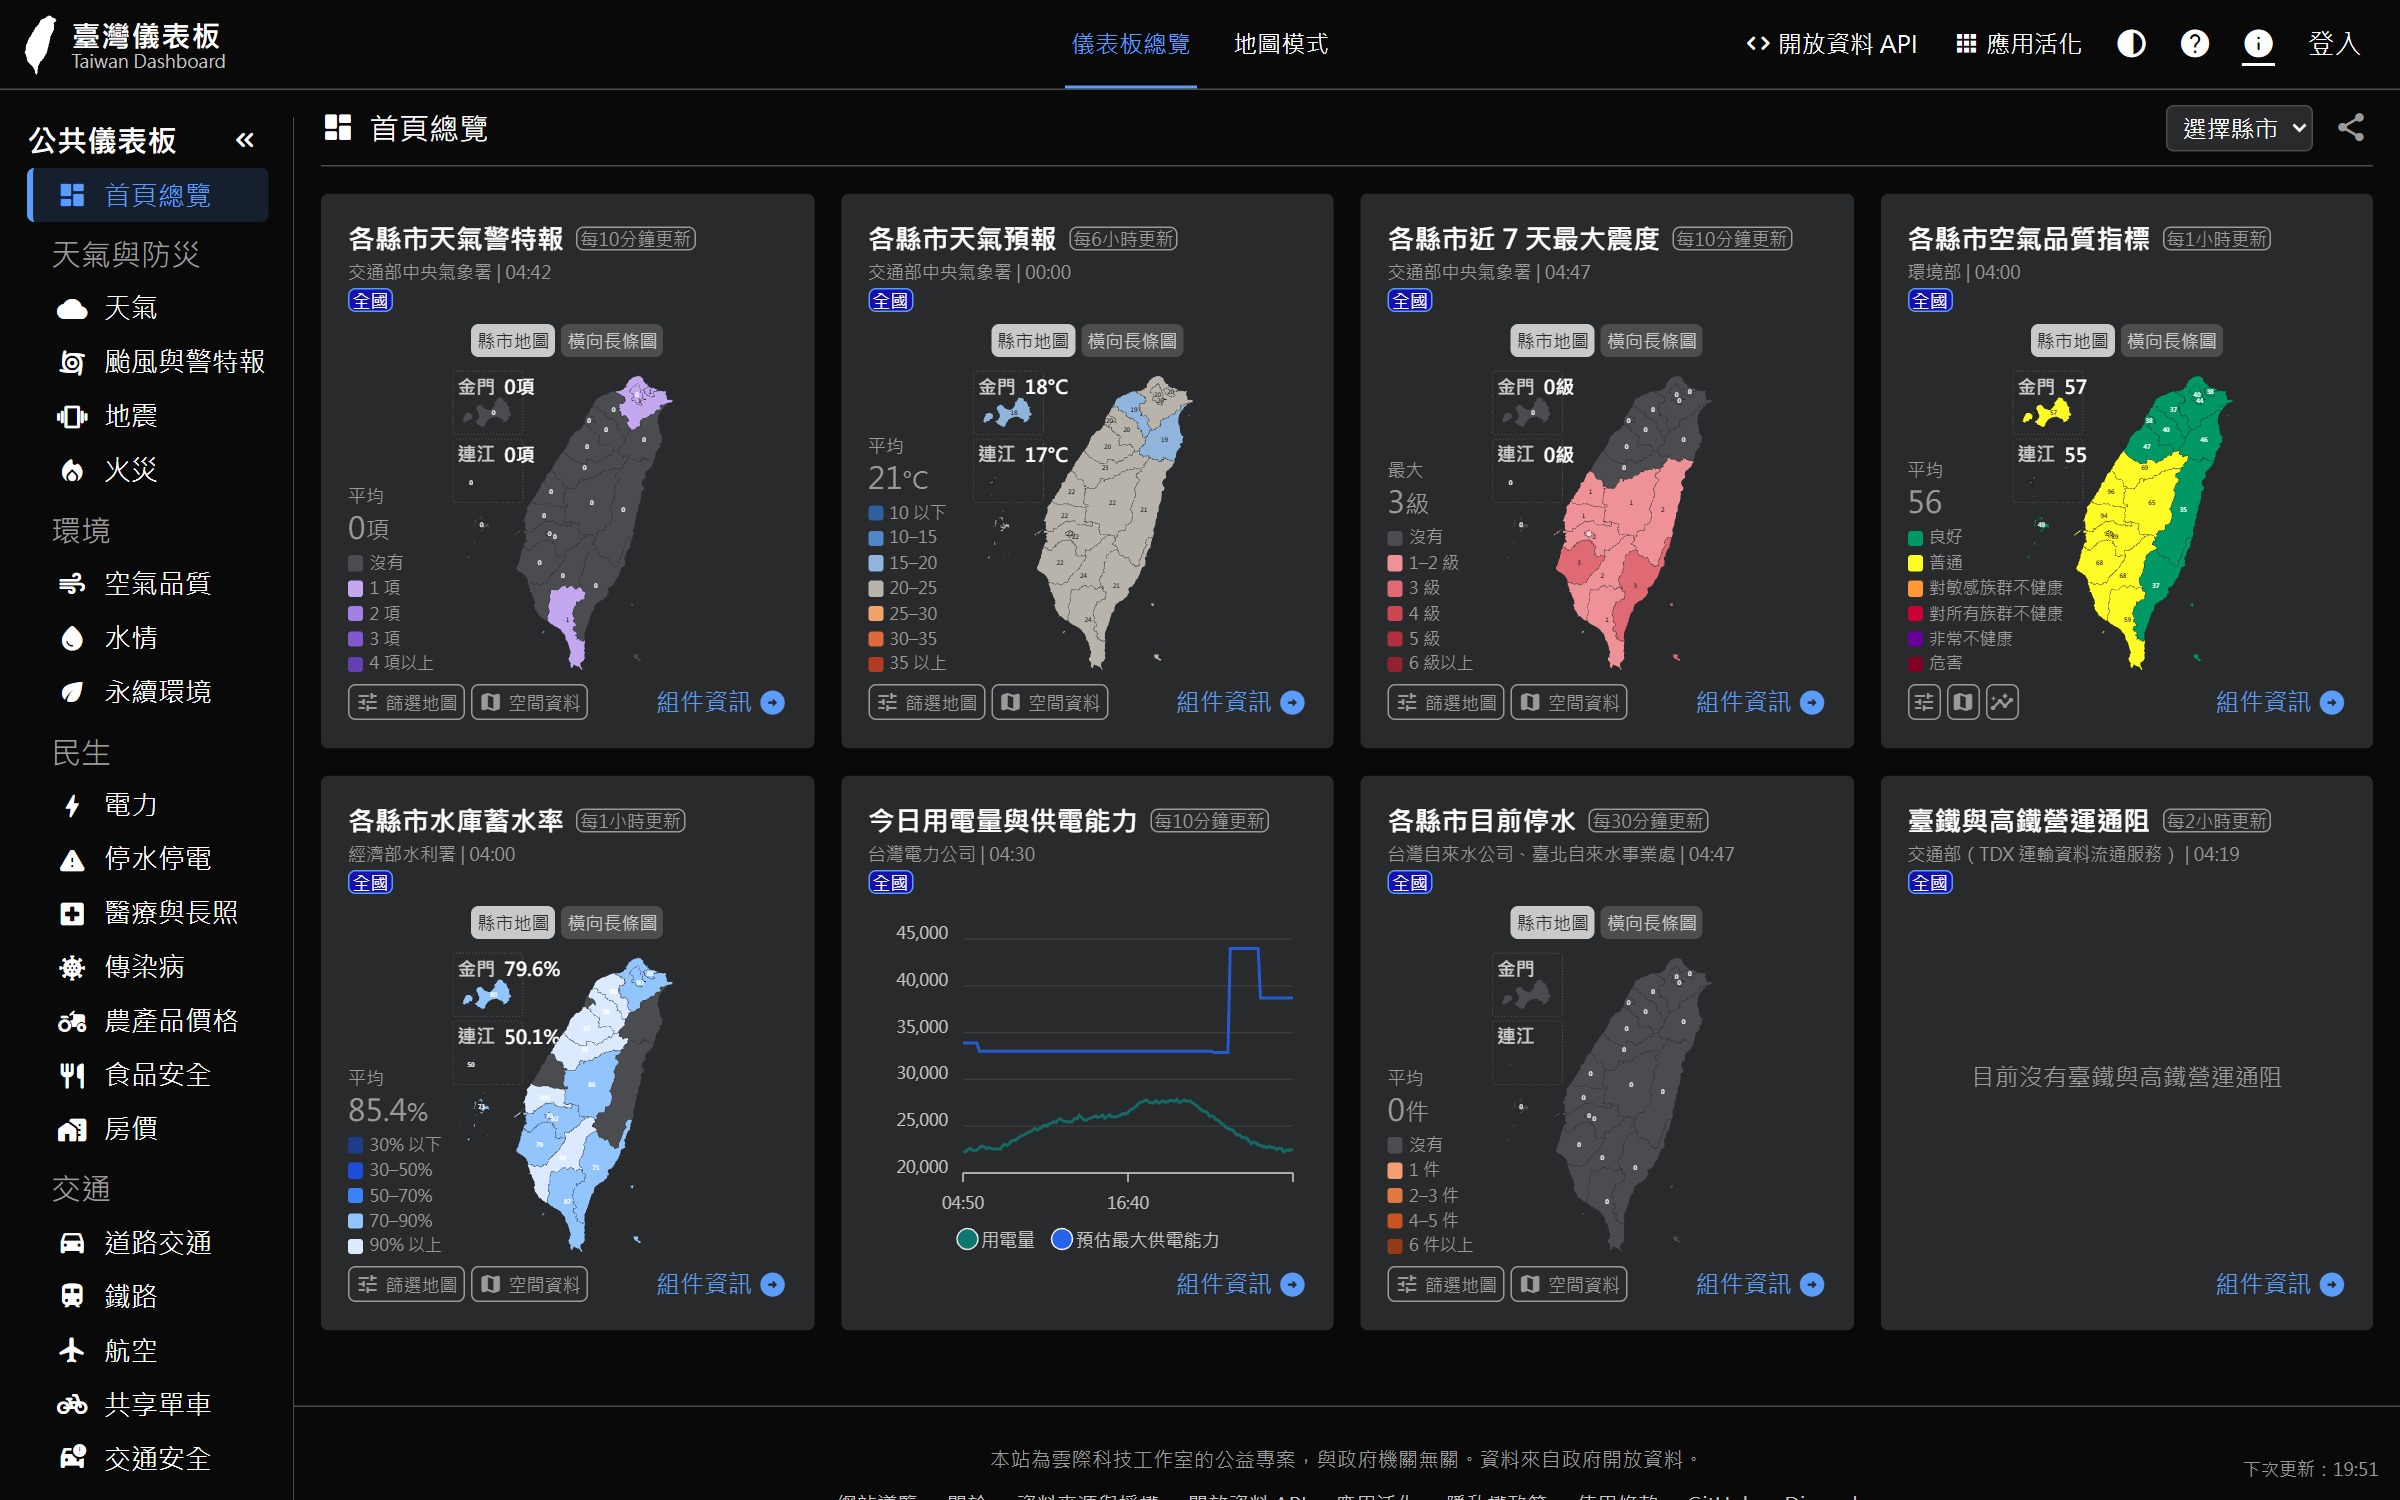 臺灣儀表板
Taiwan Dashboard
儀表板總覽
地圖模式
開放資料 API
應用活化
登入
公共儀表板
首頁總覽
天氣與防災
天氣
颱風與警特報
地震
火災
環境
空氣品質
水情
永續環境
民生
電力
停水停電
醫療與長照
傳染病
農產品價格
食品安全
房價
交通
道路交通
鐵路
航空
共享單車
交通安全
首頁總覽
選擇縣市
各縣市天氣警特報 每10分鐘更新
交通部中央氣象署 | 04:42
全國
縣市地圖 橫向長條圖
金門 0項
連江 0項
平均
0項
沒有
1 項
2 項
3 項
4 項以上
篩選地圖 空間資料 組件資訊
各縣市天氣預報 每6小時更新
交通部中央氣象署 | 00:00
全國
縣市地圖 橫向長條圖
金門 18°C
連江 17°C
平均
21°C
10 以下
10–15
15–20
20–25
25–30
30–35
35 以上
篩選地圖 空間資料 組件資訊
各縣市近 7 天最大震度 每10分鐘更新
交通部中央氣象署 | 04:47
全國
縣市地圖 橫向長條圖
金門 0級
連江 0級
最大
3級
沒有
1–2 級
3 級
4 級
5 級
6 級以上
篩選地圖 空間資料 組件資訊
各縣市空氣品質指標 每1小時更新
環境部 | 04:00
全國
縣市地圖 橫向長條圖
金門 57
連江 55
平均
56
良好
普通
對敏感族群不健康
對所有族群不健康
非常不健康
危害
組件資訊
各縣市水庫蓄水率 每1小時更新
經濟部水利署 | 04:00
全國
縣市地圖 橫向長條圖
金門 79.6%
連江 50.1%
平均
85.4%
30% 以下
30–50%
50–70%
70–90%
90% 以上
篩選地圖 空間資料 組件資訊
今日用電量與供電能力 每10分鐘更新
台灣電力公司 | 04:30
全國
45,000
40,000
35,000
30,000
25,000
20,000
04:50 16:40
用電量 預估最大供電能力
組件資訊
各縣市目前停水 每30分鐘更新
台灣自來水公司、臺北自來水事業處 | 04:47
全國
縣市地圖 橫向長條圖
金門
連江
平均
0件
沒有
1 件
2–3 件
4–5 件
6 件以上
篩選地圖 空間資料 組件資訊
臺鐵與高鐵營運通阻 每2小時更新
交通部（TDX 運輸資料流通服務） | 04:19
全國
目前沒有臺鐵與高鐵營運通阻
組件資訊
本站為雲際科技工作室的公益專案，與政府機關無關。資料來自政府開放資料。
下次更新：19:51